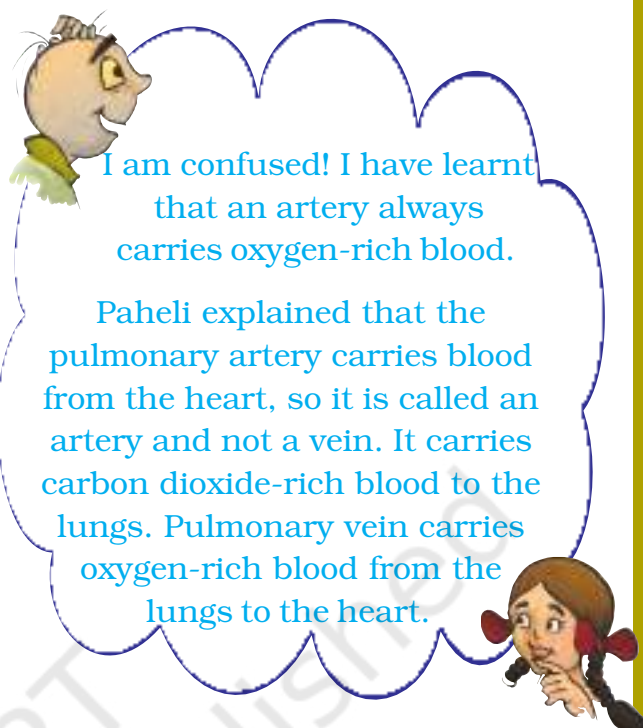 I am confused! I have learnt
that an artery always
carries oxygen-rich blood.
Paheli explained that the
pulmonary artery carries blood
from the heart, so it is called an
artery and not a vein. It carries
carbon dioxide-rich blood to the
lungs. Pulmonary vein carries
oxygen-rich blood from the
lungs to the heart.